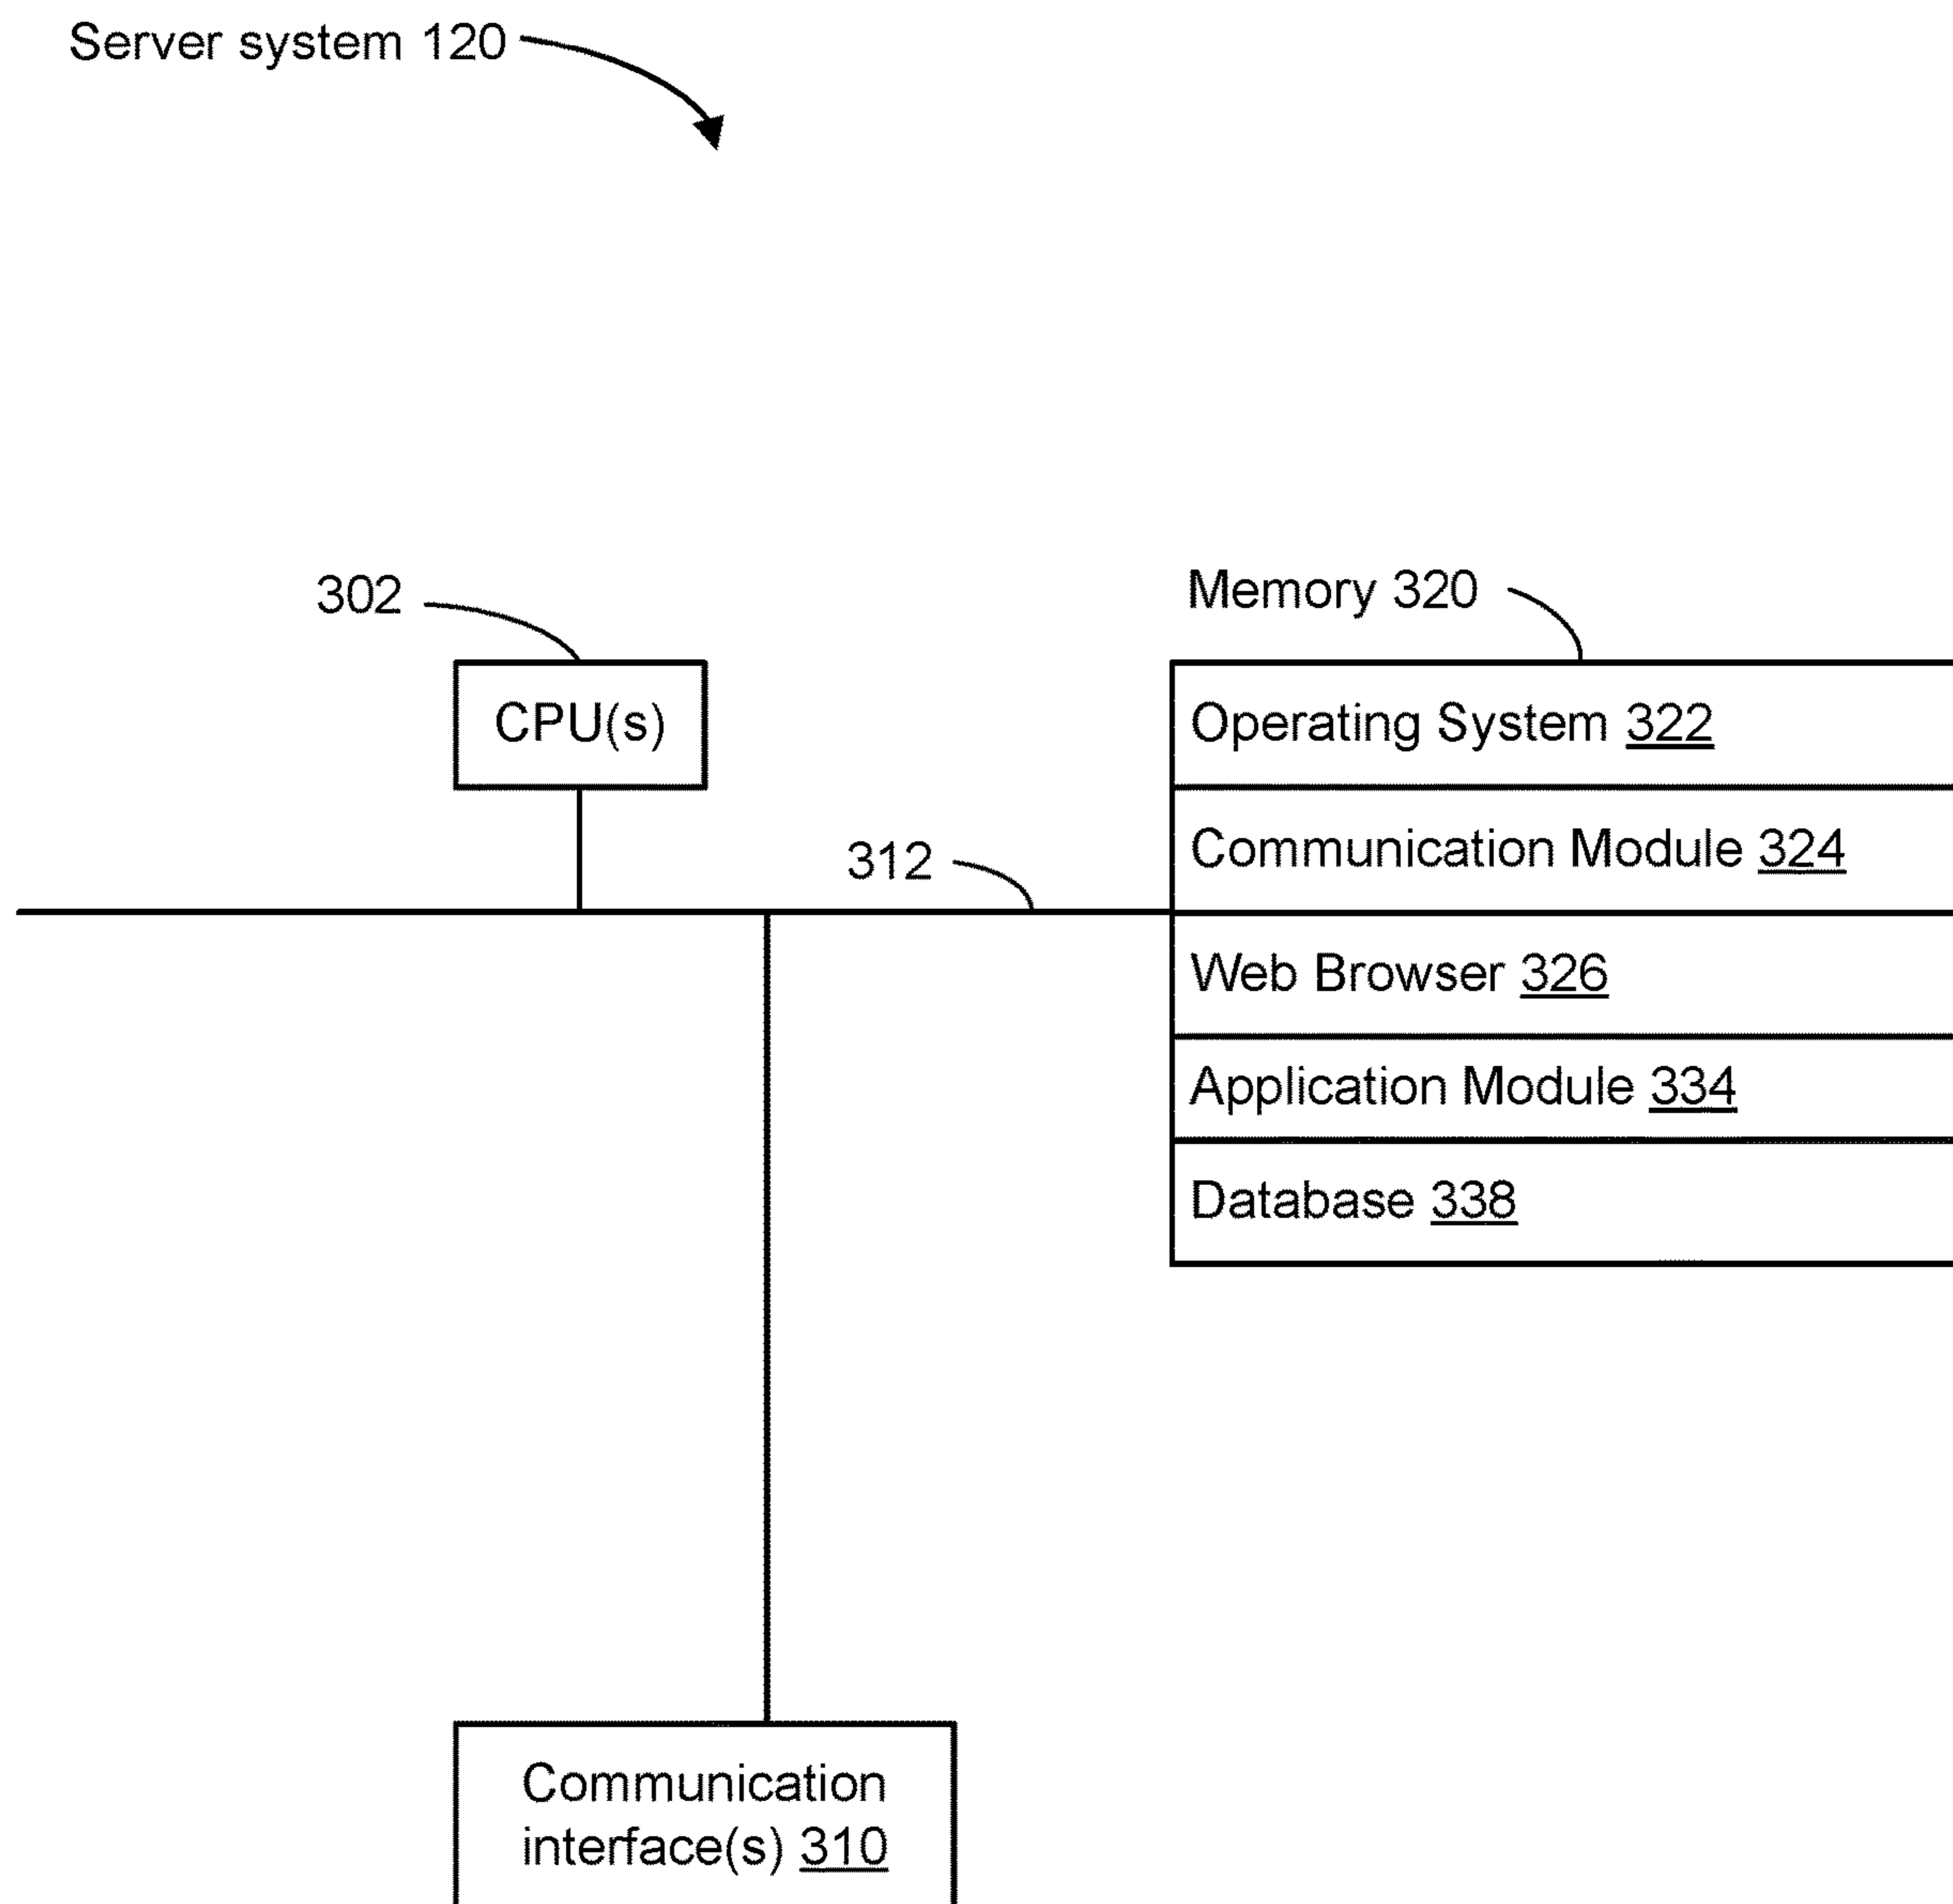 Server system 120
302
Memory 320
CPU(s)
Operating System 322
312
Communication Module 324
Web Browser 326
Application Module 334
Database 338
Communication
interface(s) 310